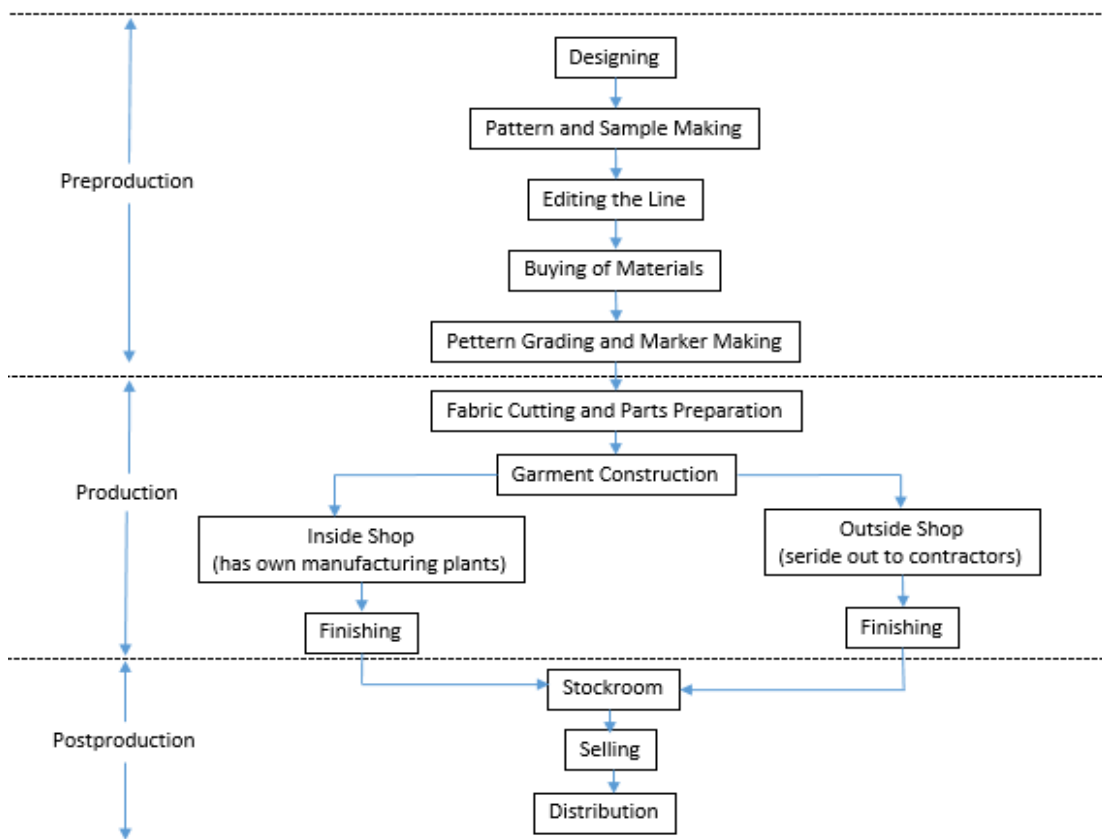 Designing
Pattern and Sample Making
Preproduction
Editing the Line
Buying of Materials
Pettern Grading and Marker Making
Fabric Cutting and Parts Preparation
Garment Construction
Production
Inside Shop
(has own manufacturing plants)
Outside Shop
(seride out to contractors)
Finishing
Finishing
Stockroom
Postproduction
Selling
Distribution